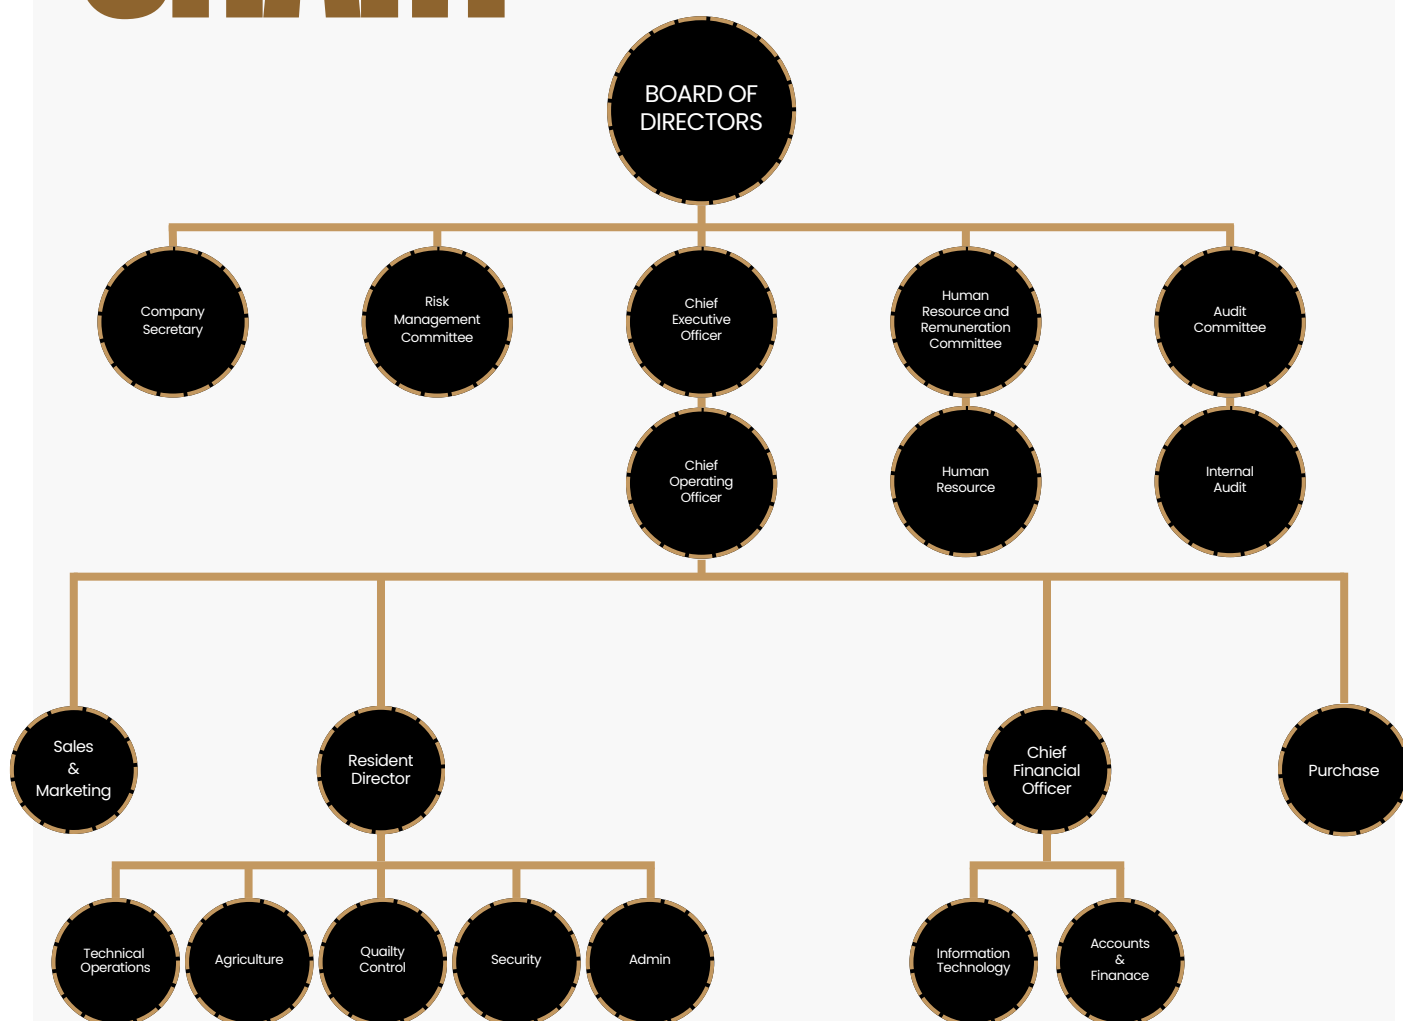 BOARD OF
DIRECTORS
Company
Secretary
Risk
Management
Committee
Chief
Executive
Officer
Human
Resource and
Remuneration
Committee
Audit
Committee
Chief
Operating
Officer
Human
Resource
Internal
Audit
Sales
&
Marketing
Resident
Director
Chief
Financial
Officer
Purchase
Technical
Operations
Agriculture
Quailty
Control
Security
Admin
Information
Technology
Accounts
&
Finanace